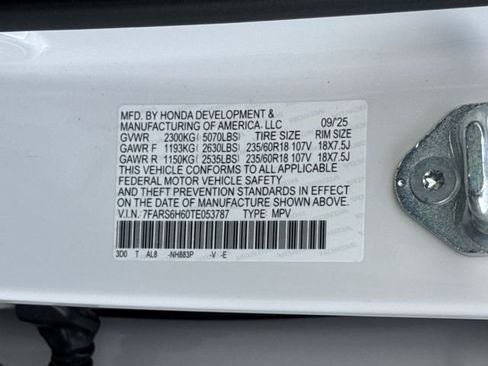 MFD. BY HONDA DEVELOPMENT & 09/25
MANUFACTURING OF AMERICA, LLC
GVWR 2300KG( 5070LBS) TIRE SIZE RIM SIZE
GAWR F 1193KG( 2630LBS) 235/60R18 107V 18X7.5J
GAWR R 1150KG( 2535LBS) 235/60R18 107V 18X7.5J
THIS VEHICLE CONFORMS TO ALL APPLICABLE
FEDERAL MOTOR VEHICLE SAFETY
AND THEFT PREVENTION STANDARDS IN EFFECT ON
THE DATE OF MANUFACTURE SHOWN ABOVE.
V.I.N.: 7FARS6H60TE053787 TYPE: MPV
3D0 T AL8 -NH883P -V -E